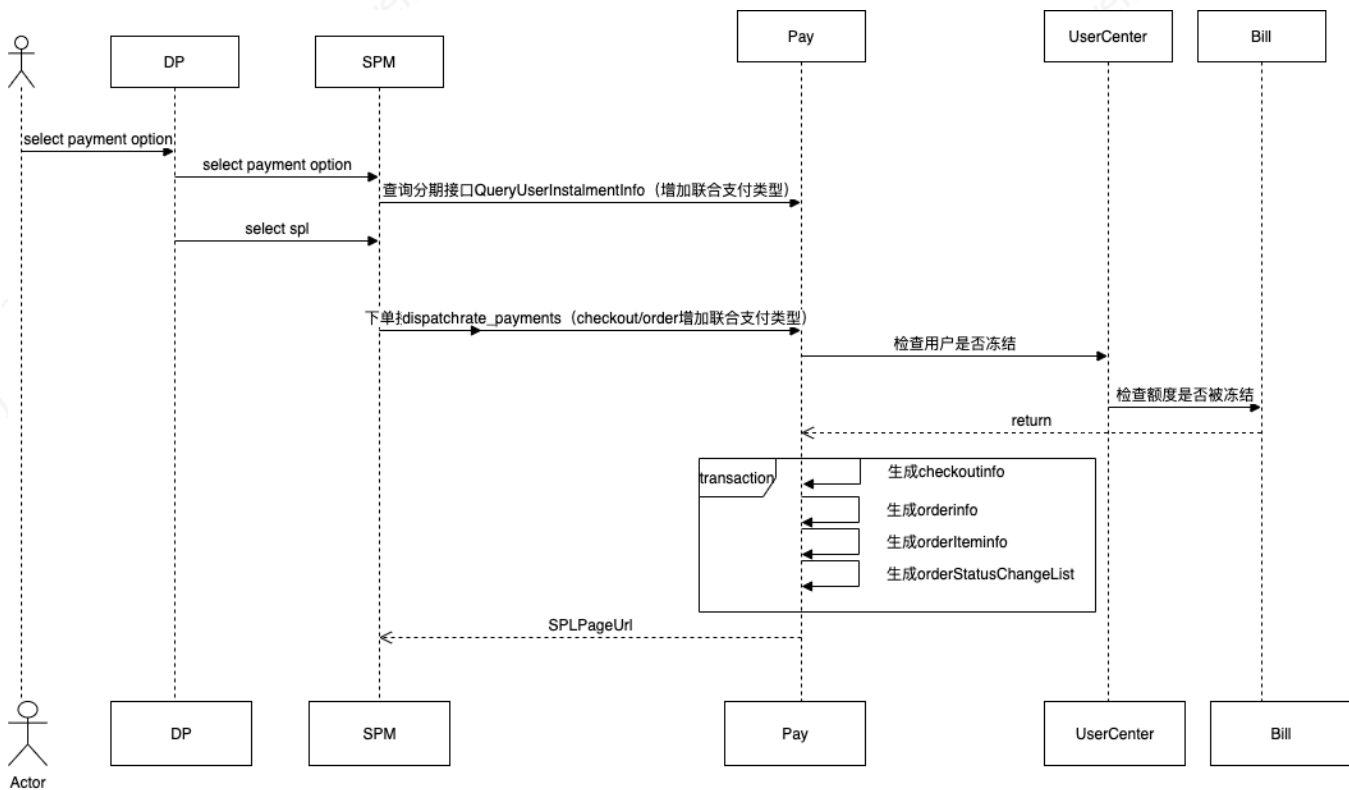 Pay
UserCenter
Bill
DP
SPM
select payment option
select payment option
查询分期接口QueryUserInstalmentInfo（增加联合支付类型）
select spl
下单dispatchrate_payments（checkout/order增加联合支付类型）
检查用户是否冻结
检查额度是否被冻结
return
transaction
生成checkoutinfo
生成orderinfo
生成orderIteminfo
生成orderStatusChangeList
SPLPageUrl
DP
SPM
Pay
UserCenter
Bill
Actor